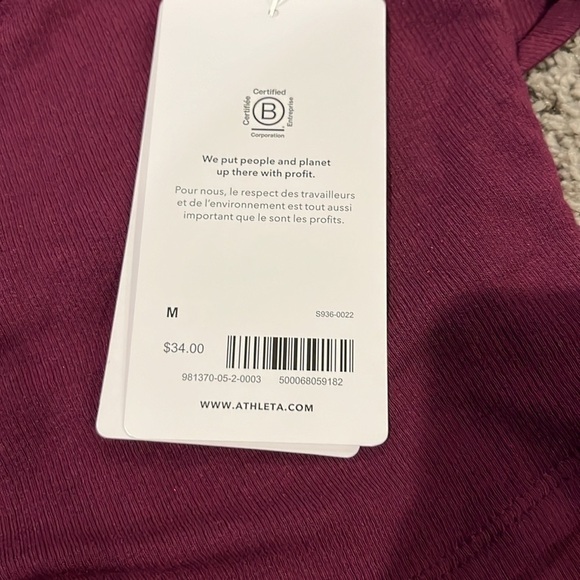 Certified
Certifiée
B
Entreprise
Corporation
We put people and planet
up there with profit.
Pour nous, le respect des travailleurs
et de l'environnement est tout aussi
important que le sont les profits.
M
S936-0022
$34.00
981370-05-2-0003 500068059182
WWW.ATHLETA.COM